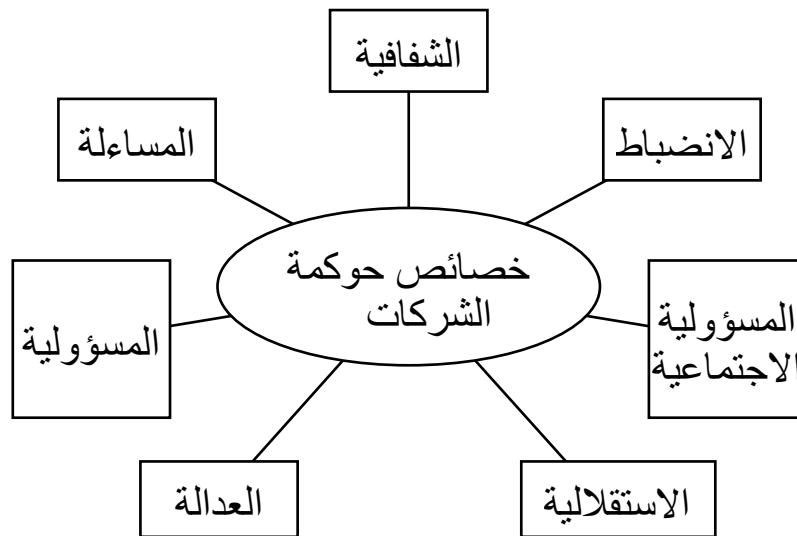 الشفافية
الانضباط
المساءلة
خصائص حوكمة
الشركات
المسؤولية
الاجتماعية
المسؤولية
الاستقلالية
العدالة